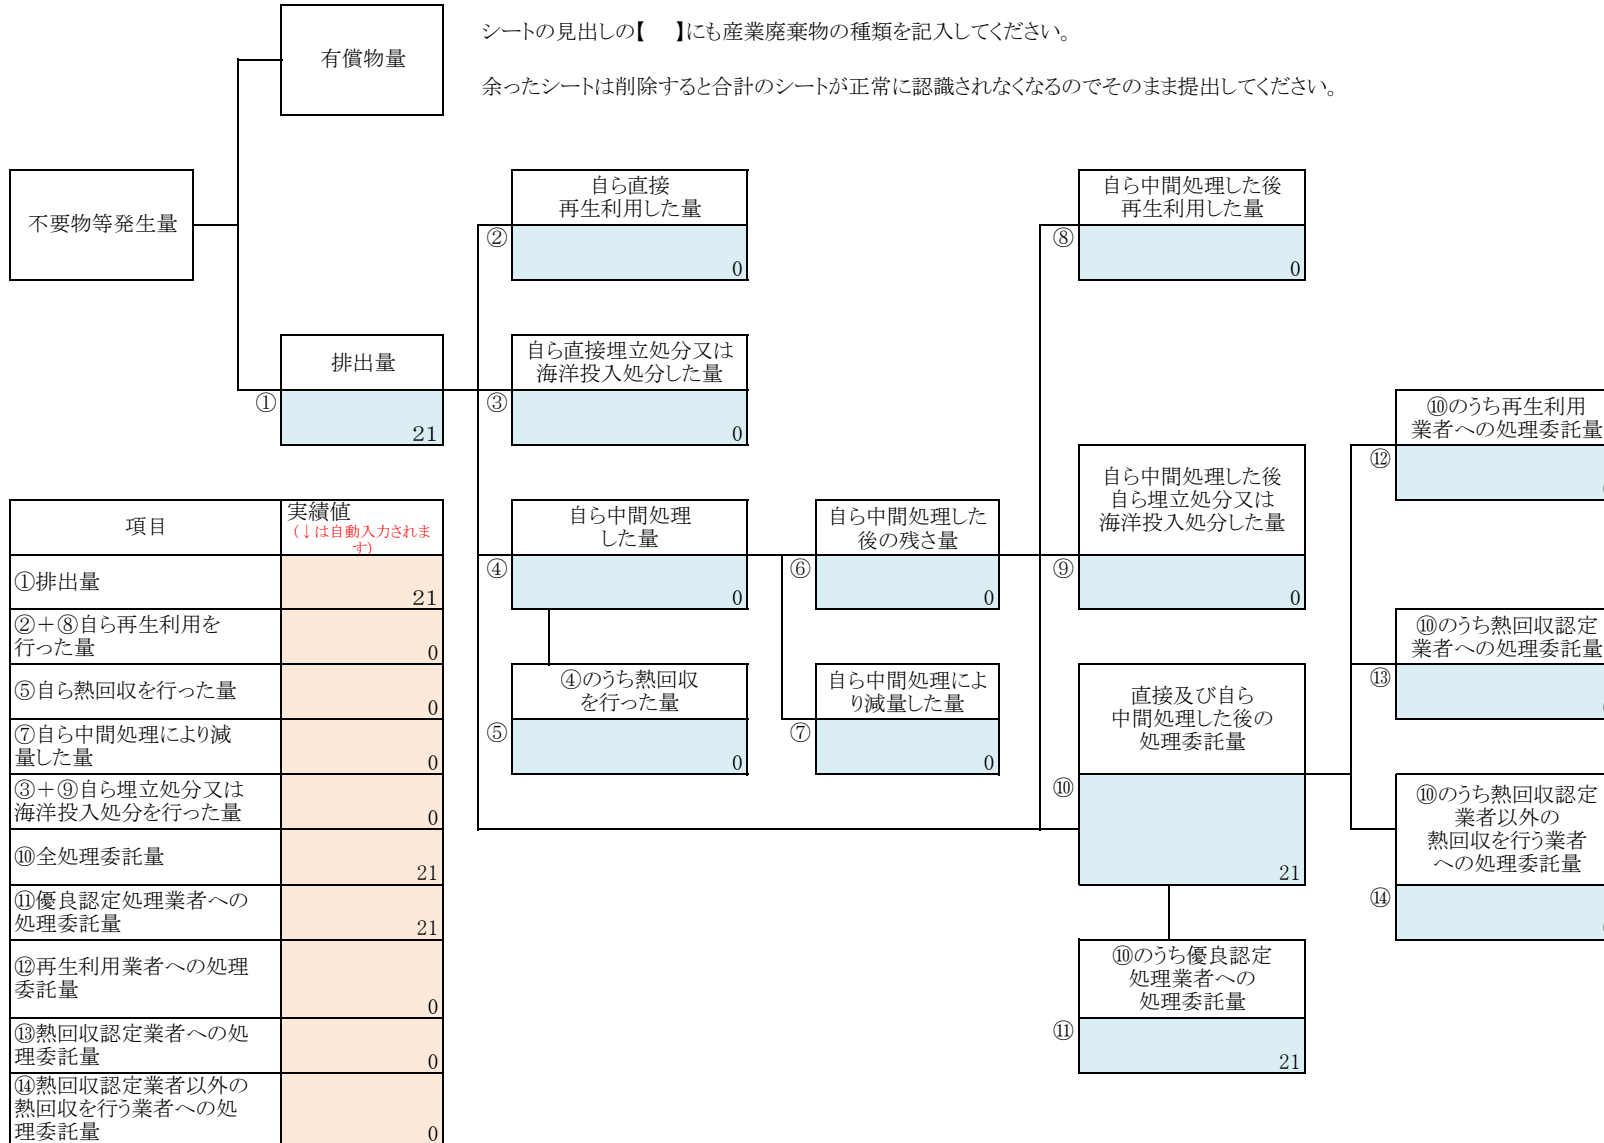 シートの見出しの【　】にも産業廃棄物の種類を記入してください。
余ったシートは削除すると合計のシートが正常に認識されなくなるのでそのまま提出してください。
有償物量
不要物等発生量
排出量
①
21
自ら直接
再生利用した量
②
0
自ら直接埋立処分又は
海洋投入処分した量
③
0
自ら中間処理
した量
④
0
④のうち熱回収
を行った量
⑤
0
自ら中間処理した
後の残さ量
⑥
0
自ら中間処理によ
り減量した量
⑦
0
自ら中間処理した後
再生利用した量
⑧
0
自ら中間処理した後
自ら埋立処分又は
海洋投入処分した量
⑨
0
直接及び自ら
中間処理した後の
処理委託量
⑩
21
⑩のうち優良認定
処理業者への
処理委託量
⑪
21
⑩のうち再生利用
業者への処理委託量
⑫
⑩のうち熱回収認定
業者への処理委託量
⑬
⑩のうち熱回収認定
業者以外の
熱回収を行う業者
への処理委託量
⑭
項目
実績値
（↓は自動入力されま
す）
①排出量
21
②＋⑧自ら再生利用を
行った量
0
⑤自ら熱回収を行った量
0
⑦自ら中間処理により減
量した量
0
③＋⑨自ら埋立処分又は
海洋投入処分を行った量
0
⑩全処理委託量
21
⑪優良認定処理業者への
処理委託量
21
⑫再生利用業者への処理
委託量
0
⑬熱回収認定業者への処
理委託量
0
⑭熱回収認定業者以外の
熱回収を行う業者への処
理委託量
0